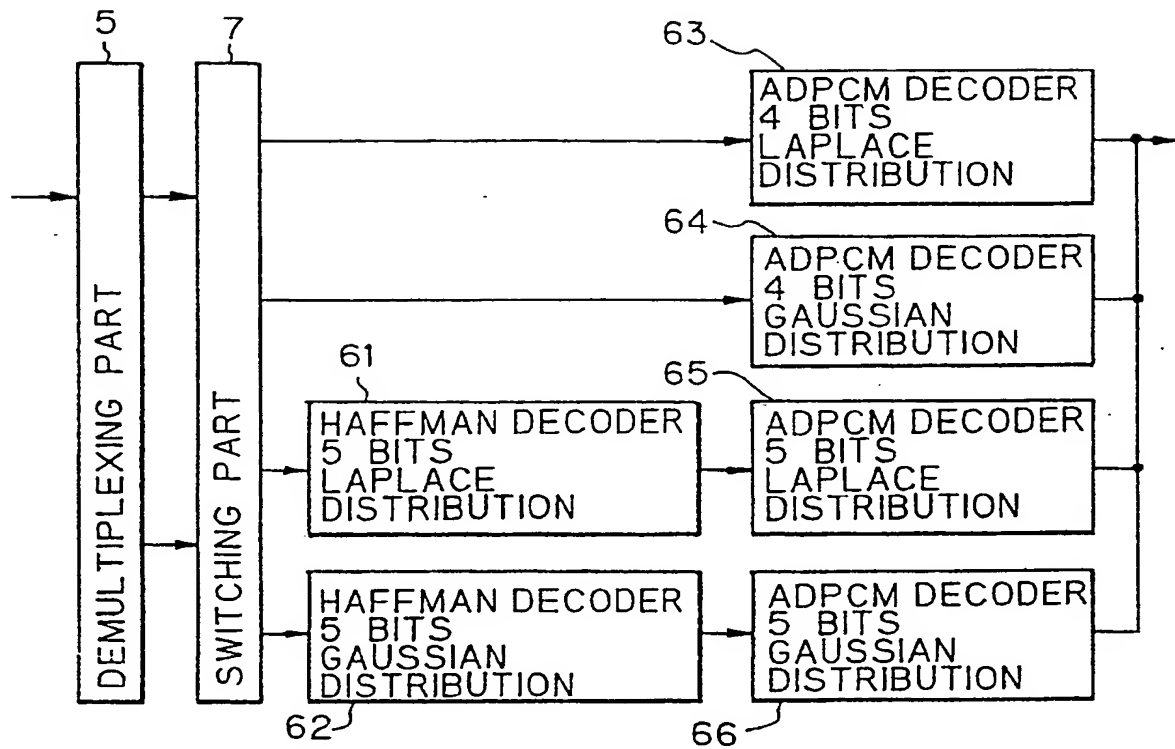 5
7
63
ADPCM DECODER
4 BITS
LAPLACE
DISTRIBUTION
64
ADPCM DECODER
4 BITS
GAUSSIAN
DISTRIBUTION
61
HAFFMAN DECODER
5 BITS
LAPLACE
DISTRIBUTION
65
ADPCM DECODER
5 BITS
LAPLACE
DISTRIBUTION
DEMULTIPLEXING PART
SWITCHING PART
HAFFMAN DECODER
5 BITS
GAUSSIAN
DISTRIBUTION
62
ADPCM DECODER
5 BITS
GAUSSIAN
DISTRIBUTION
66